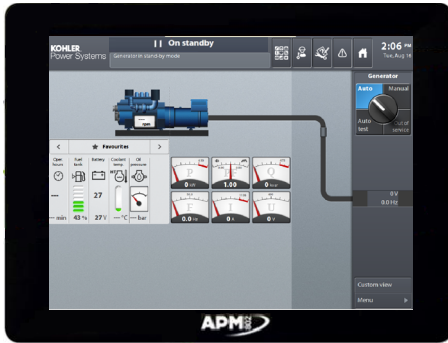 KOHLER.
Power Systems
On standby
Generator in stand-by mode
2:06 PM
Tue, Aug 16
Generator
Auto
Manual
Auto
test
Out of
service
Favourites
Oper.
hours
Fuel
tank
Battery
Coolant
temp
Oil
pressure
27
--- min
43 %
27 V
--- °C
--- bar
P
0 kW
PF
1.00
Q
0 kvar
F
0.0 Hz
I
0 A
U
0 V
0 V
0.0 Hz
Custom view
Menu
APM802